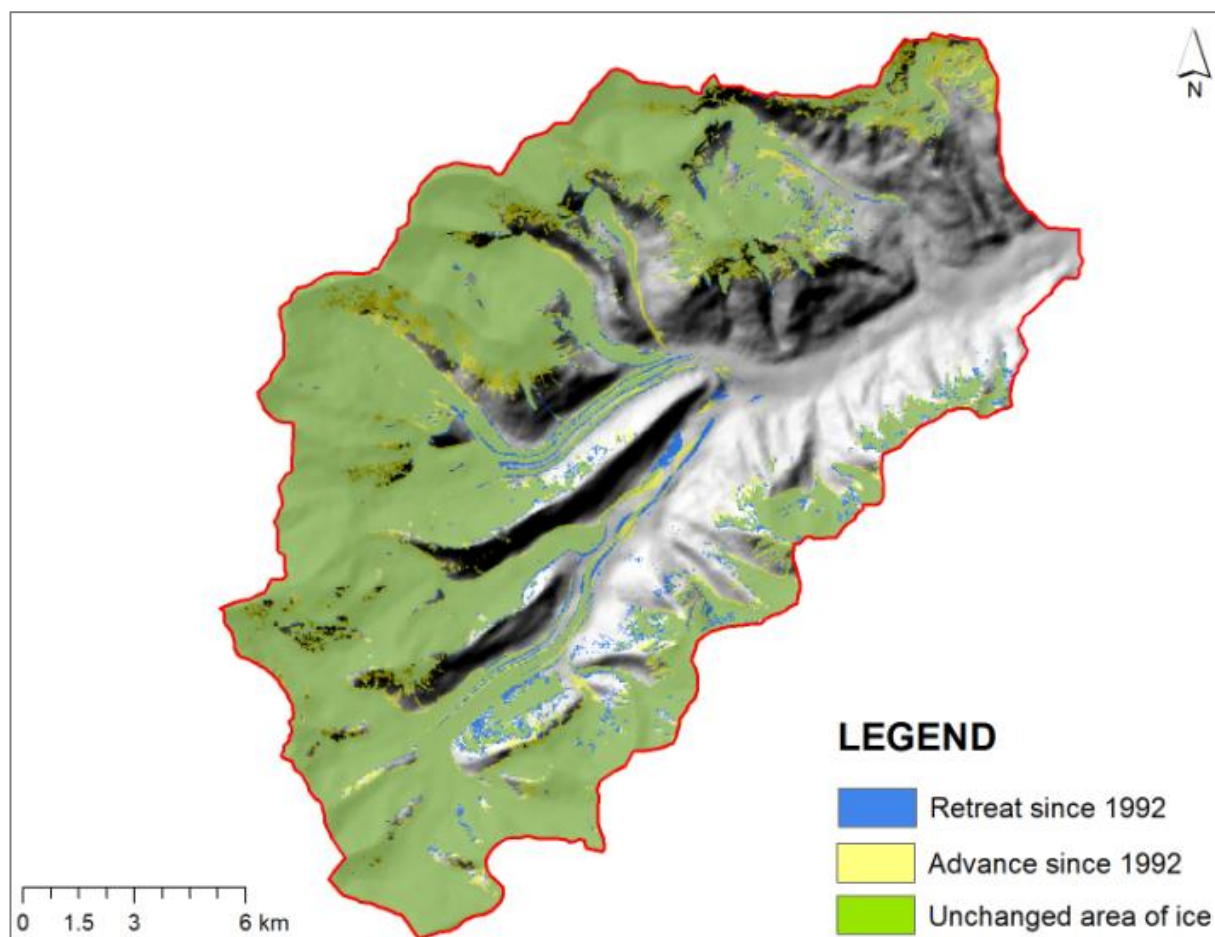 N
LEGEND
Retreat since 1992
Advance since 1992
Unchanged area of ice
0 1.5 3 6 km